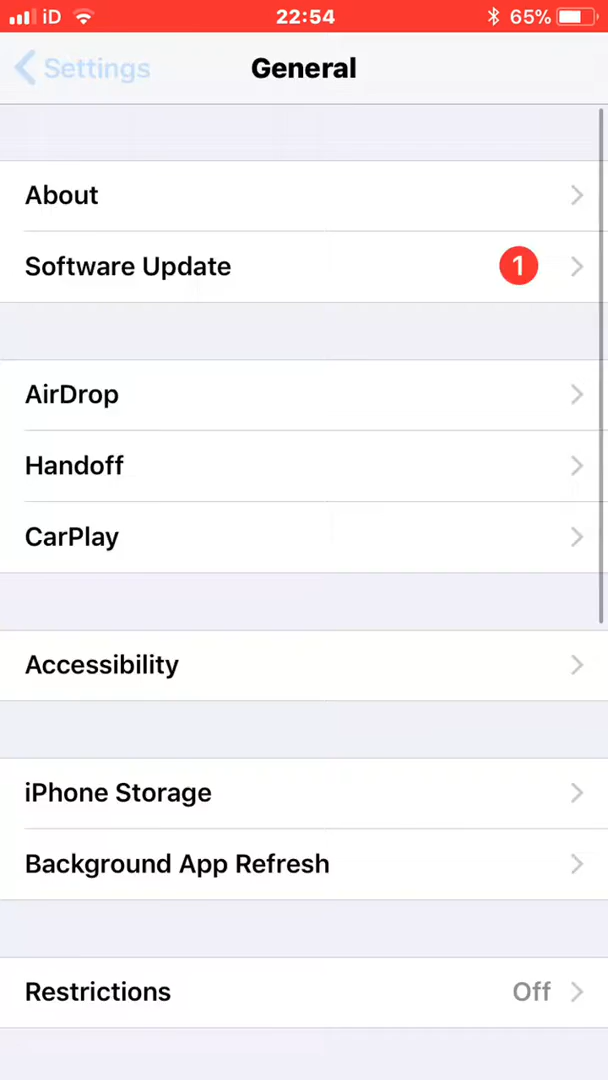 iD 22:54 65%
Settings General
About
Software Update 1
AirDrop
Handoff
CarPlay
Accessibility
iPhone Storage
Background App Refresh
Restrictions Off